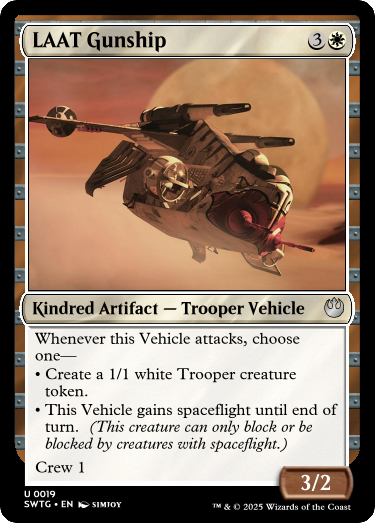 LAAT Gunship 3
Kindred Artifact — Trooper Vehicle
Whenever this Vehicle attacks, choose
one—
• Create a 1/1 white Trooper creature
token.
• This Vehicle gains spaceflight until end of
turn. (This creature can only block or be
blocked by creatures with spaceflight.)
Crew 1
3/2
U 0019
SWTG • EN SIMJOY
™ & © 2025 Wizards of the Coast